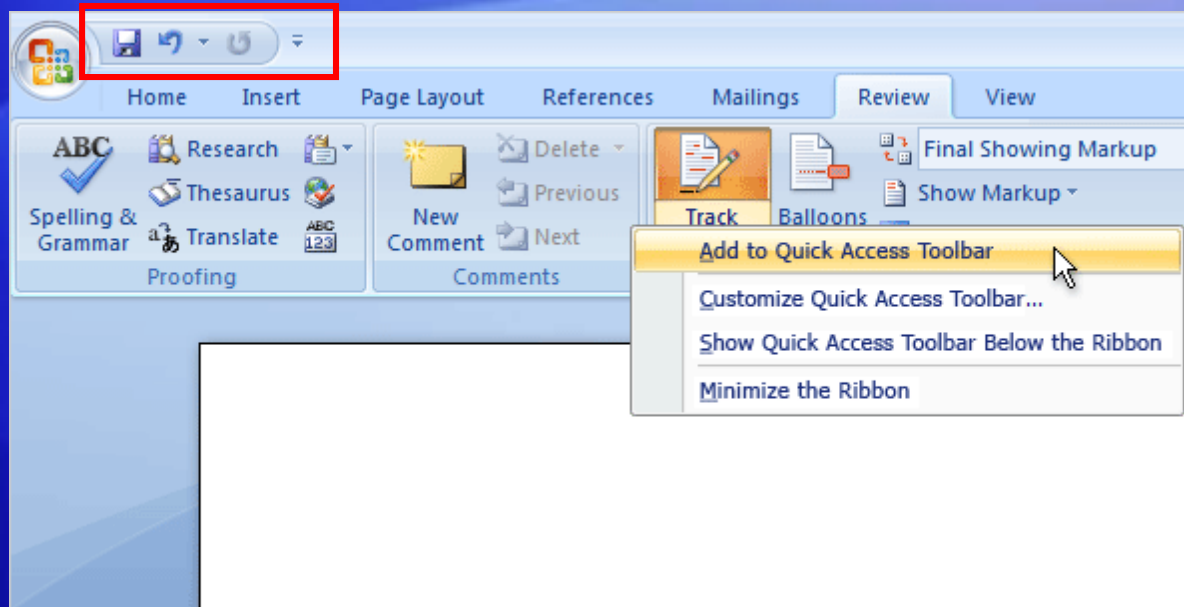 Home Insert Page Layout References Mailings Review View
ABC
Spelling &
Grammar
Research
Thesaurus
Translate
ABC
123
Proofing
New
Comment
Delete
Previous
Next
Comments
Track
Balloons
Final Showing Markup
Show Markup
Add to Quick Access Toolbar
Customize Quick Access Toolbar...
Show Quick Access Toolbar Below the Ribbon
Minimize the Ribbon